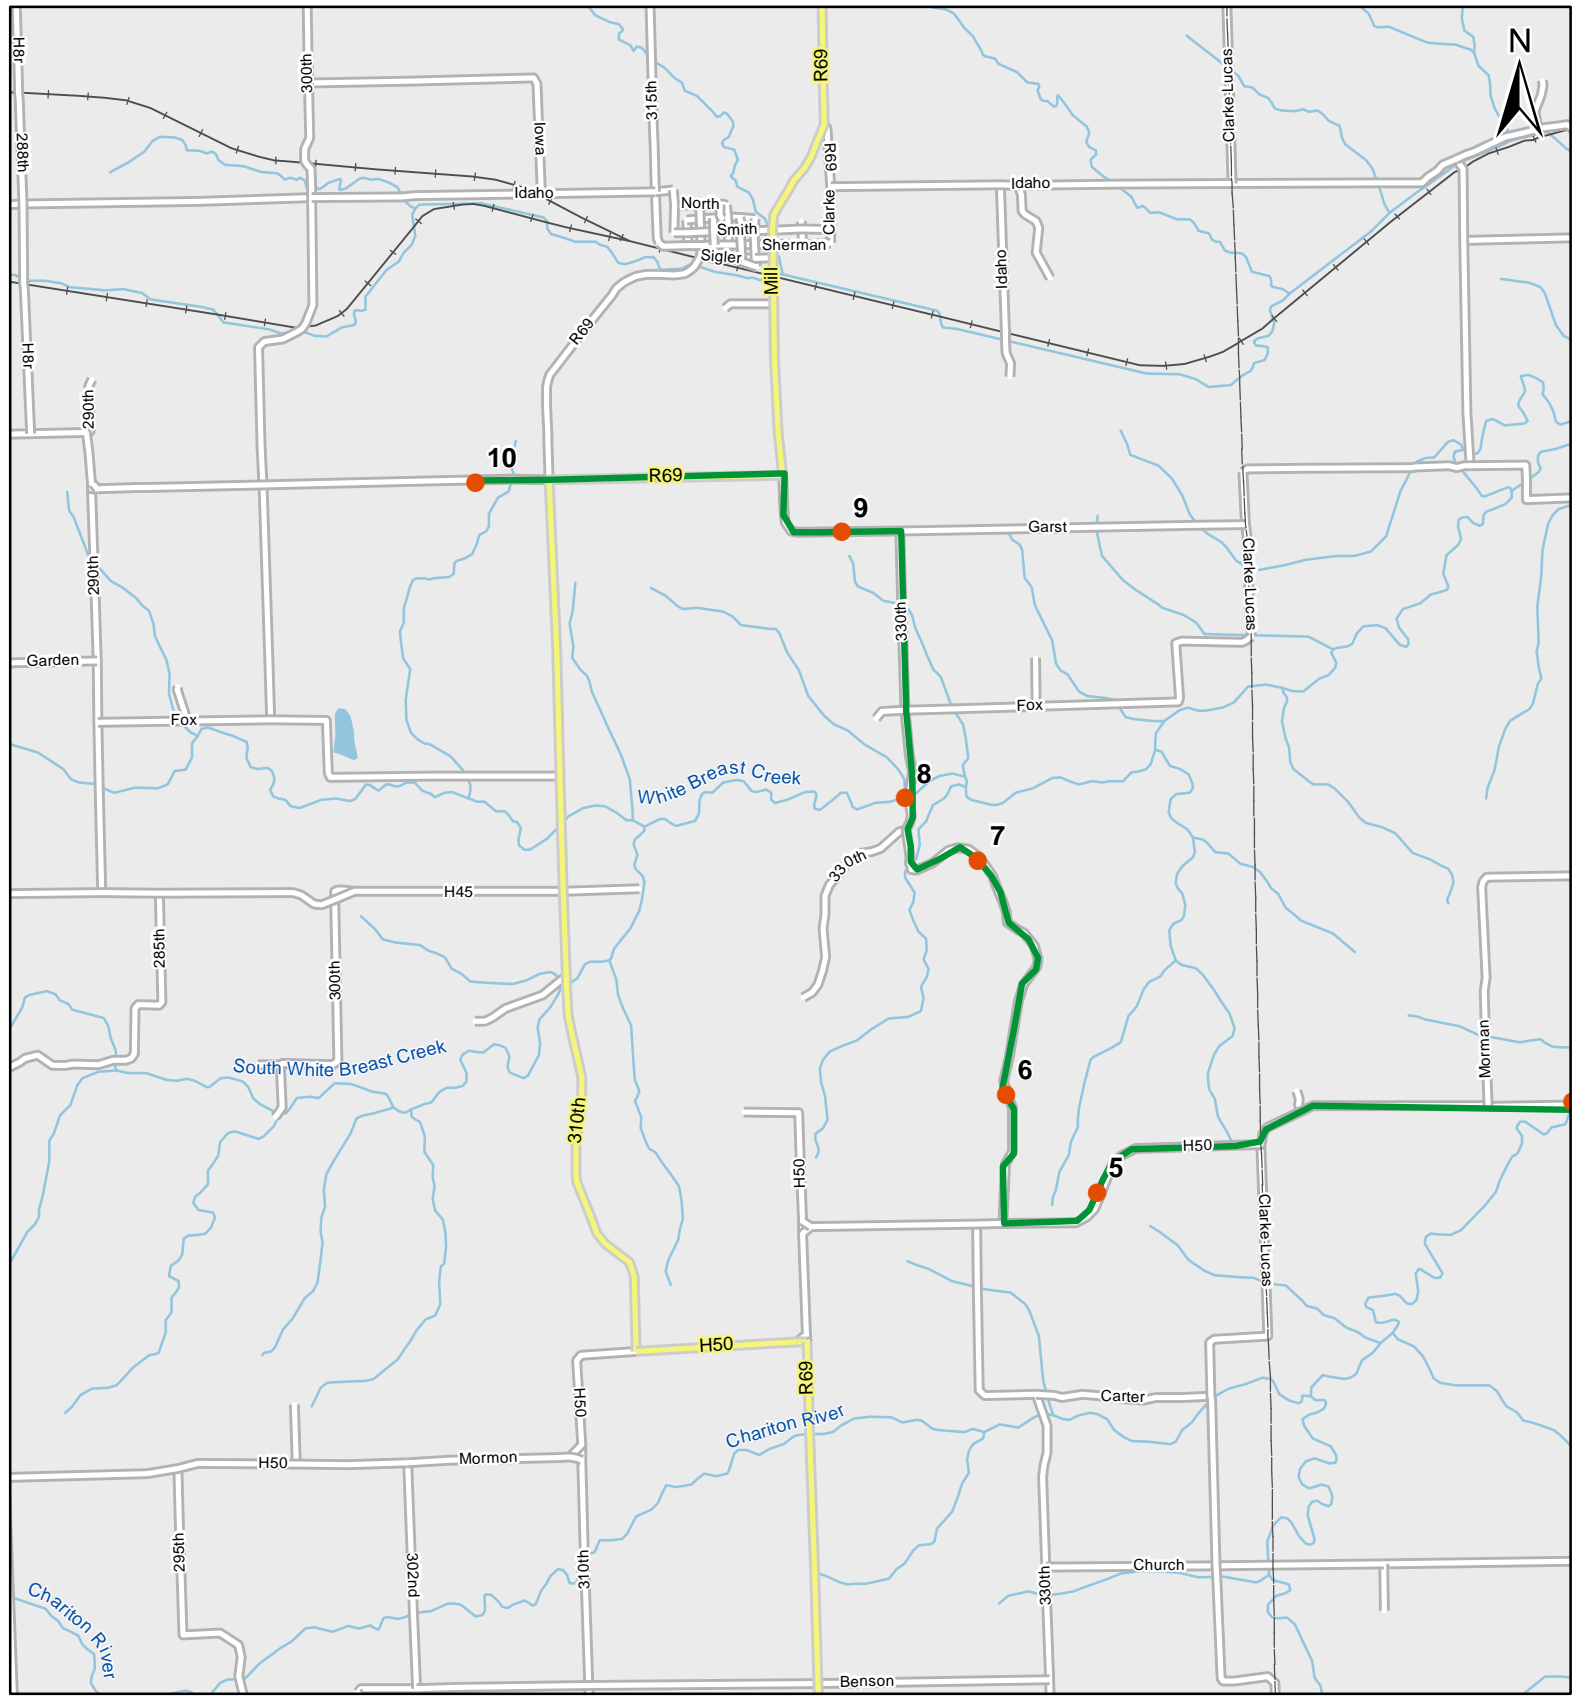 N
H8r
300th
315th
R69
Clarke-Lucas
288th
Iowa
R69
Idaho
Idaho
North
Clarke
Smith
Sherman
Sigler
Mill
Idaho
R69
H8r
290th
10
R69
9
Garst
290th
Clarke-Lucas
330th
Garden
Fox
Fox
White Breast Creek
8
7
330th
H45
285th
300th
Morman
South White Breast Creek
6
310th
H50
H50
5
Clarke-Lucas
H50
R69
H50
Carter
Chariton River
H50
Mormon
295th
302nd
310th
330th
Church
Chariton River
Benson